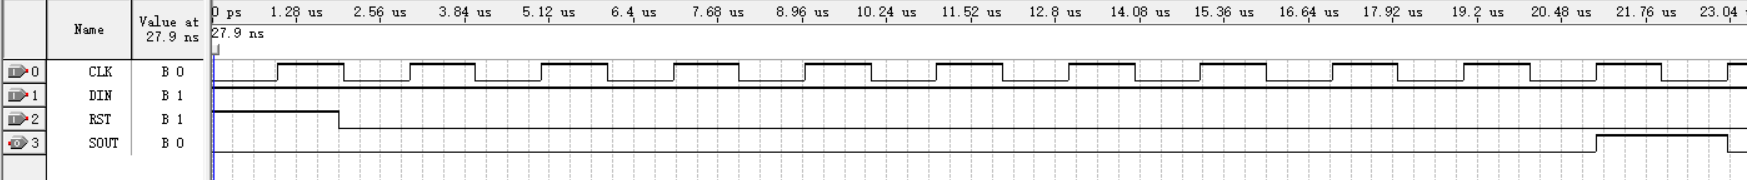 Name
Value at
27.9 ns
0 ps 1.28 us 2.56 us 3.84 us 5.12 us 6.4 us 7.68 us 8.96 us 10.24 us 11.52 us 12.8 us 14.08 us 15.36 us 16.64 us 17.92 us 19.2 us 20.48 us 21.76 us 23.04
27.9 ns
0 CLK B 0
1 DIN B 1
2 RST B 1
3 SOUT B 0